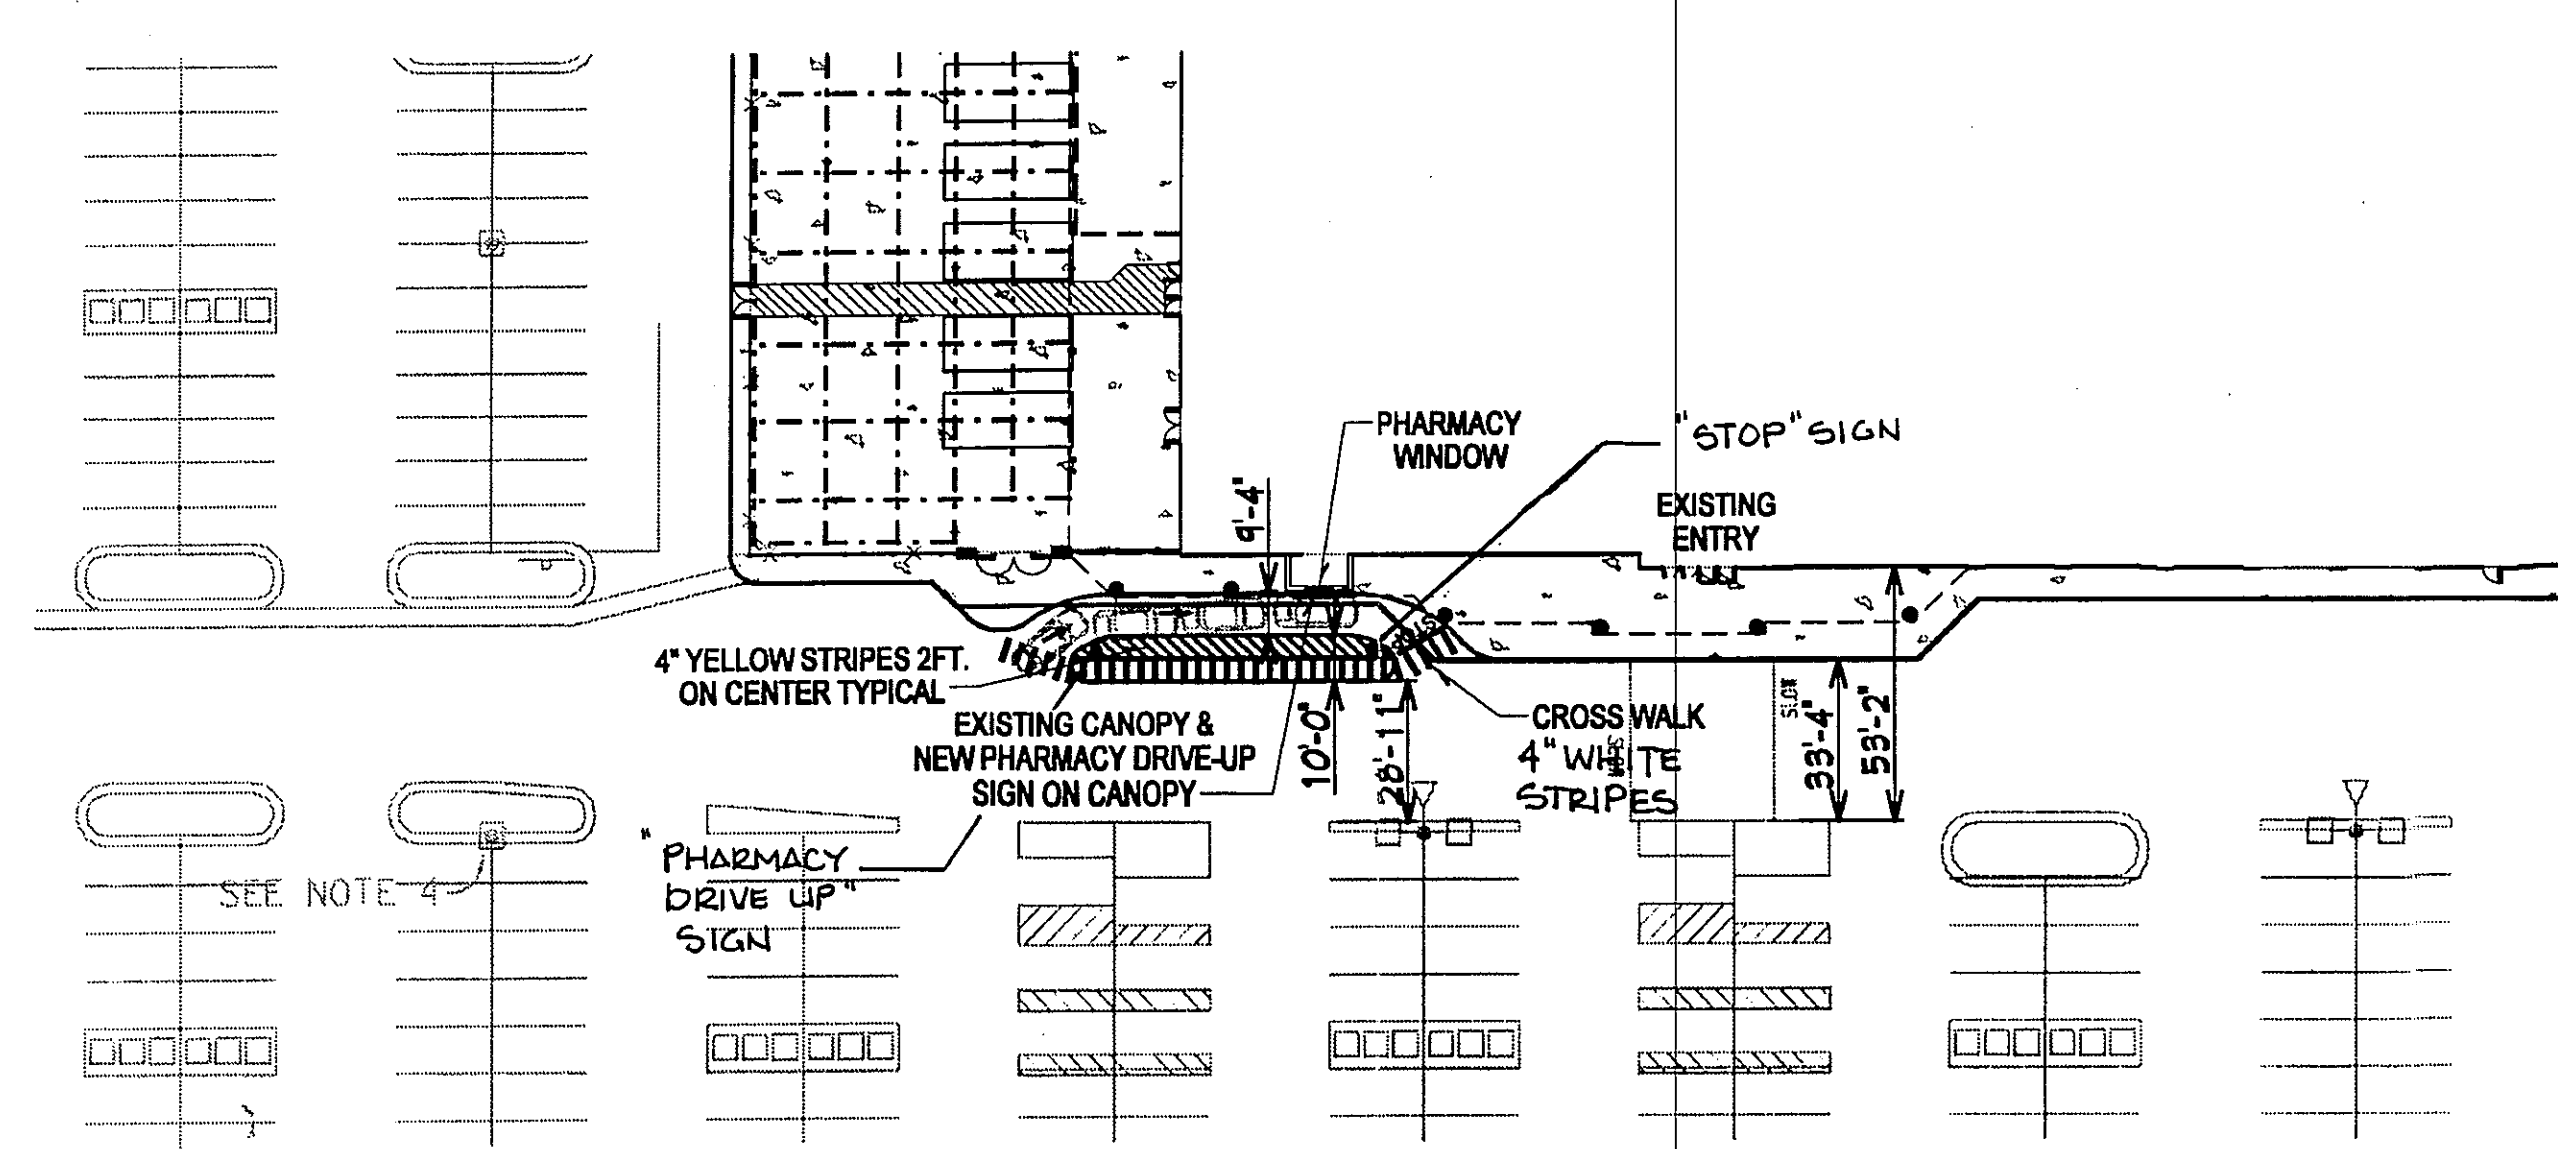 PHARMACY
WINDOW
"STOP" SIGN
EXISTING
ENTRY
9'-4"
STOP
4" YELLOW STRIPES 2FT.
ON CENTER TYPICAL
EXISTING CANOPY &
NEW PHARMACY DRIVE-UP
SIGN ON CANOPY
10'-0"
28'-11"
CROSS WALK
4" WHITE
STRIPES
SLOW
33'-4"
53'-2"
"PHARMACY
DRIVE UP"
SIGN
SEE NOTE 4